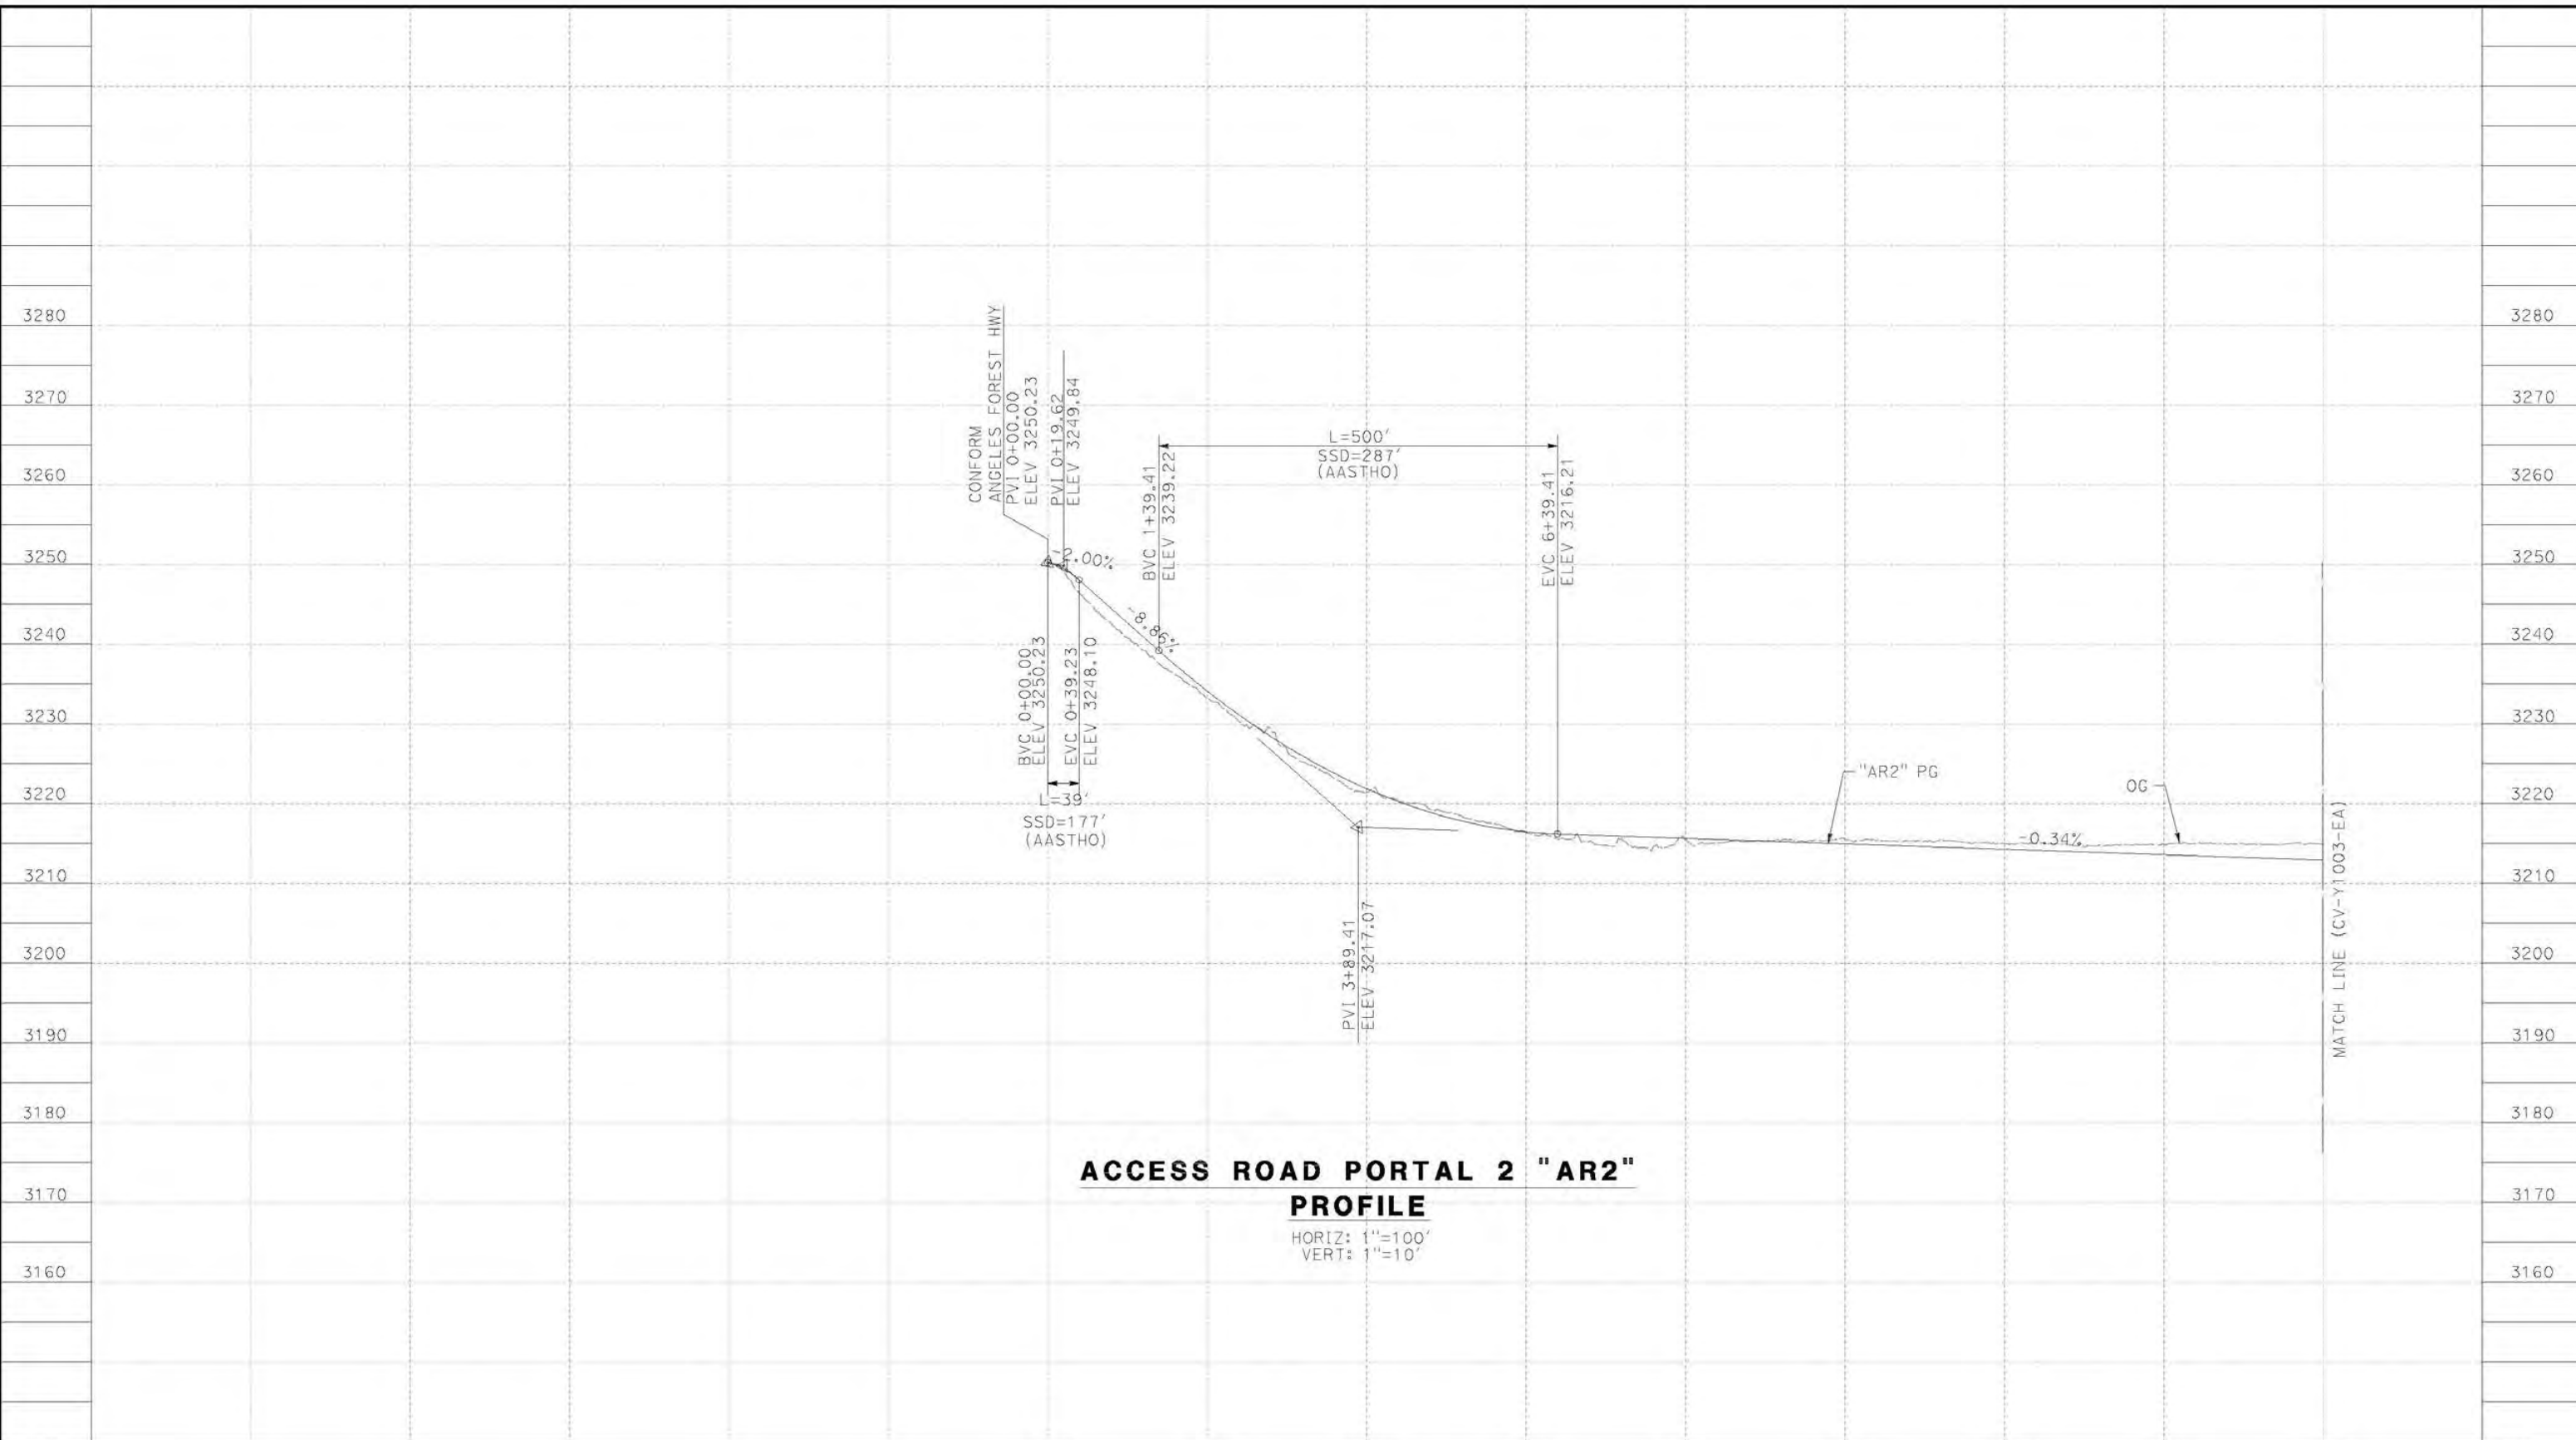 3280
3270
3260
3250
3240
3230
3220
3210
3200
3190
3180
3170
3160
CONFORM
ANGELES FOREST HWY
PVI 0+00.00
ELEV 3250.23
PVI 0+19.62
ELEV 3249.84
-2.00%
BVC 0+00.00
ELEV 3250.23
EVC 0+39.23
ELEV 3248.10
L=39'
SSD=177'
(AASTHO)
-8.86%
BVC 1+39.41
ELEV 3239.22
L=500'
SSD=287'
(AASTHO)
EVC 6+39.41
ELEV 3216.21
PVI 3+89.41
ELEV 3217.07
"AR2" PG
OG
-0.34%
MATCH LINE (CV-Y1003-EA)
3280
3270
3260
3250
3240
3230
3220
3210
3200
3190
3180
3170
3160
ACCESS ROAD PORTAL 2 "AR2"
PROFILE
HORIZ: 1"=100'
VERT: 1"=10'